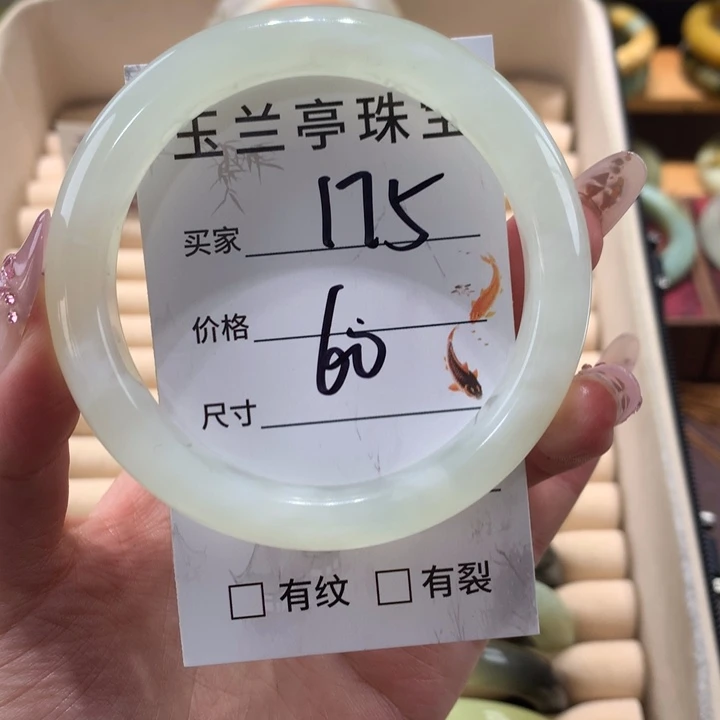 玉兰亭珠宝
买家 175
价格 60
尺寸
有纹 有裂